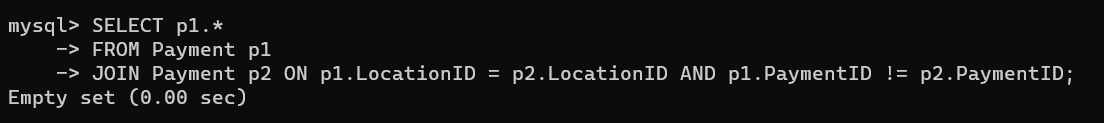 mysql> SELECT p1.*
    -> FROM Payment p1
    -> JOIN Payment p2 ON p1.LocationID = p2.LocationID AND p1.PaymentID != p2.PaymentID;
Empty set (0.00 sec)